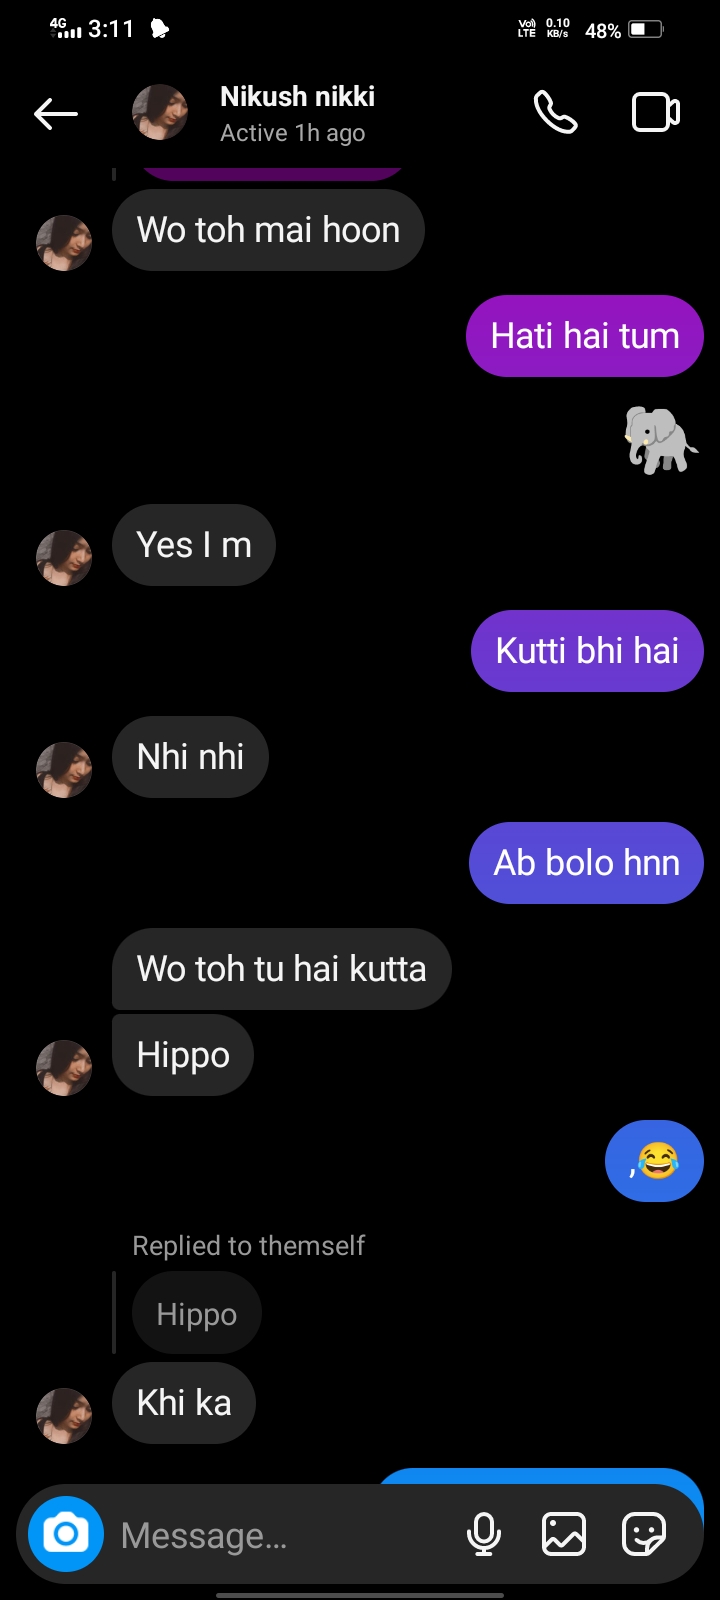 4G 3:11 Vo) LTE 0.10 KB/s 48%
Nikush nikki
Active 1h ago
Wo toh mai hoon
Hati hai tum
Yes I m
Kutti bhi hai
Nhi nhi
Ab bolo hnn
Wo toh tu hai kutta
Hippo
,😂
Replied to themself
Hippo
Khi ka
Message...